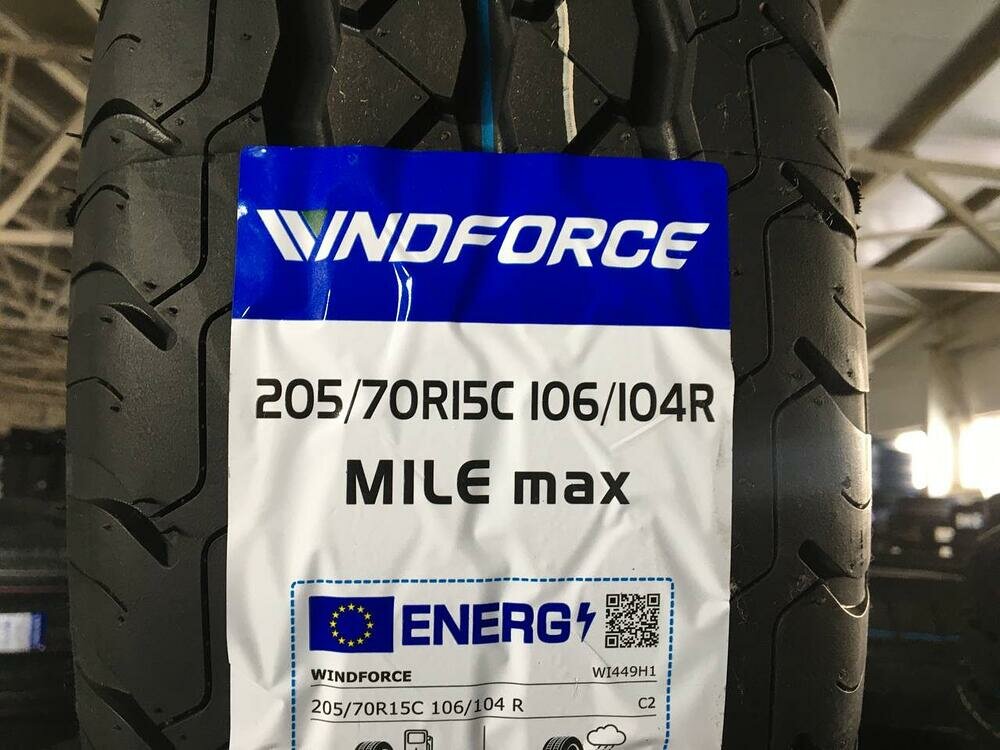 WINDFORCE
205/70R15C 106/104R
MILE max
ENERG
WINDFORCE WI449H1
205/70R15C 106/104 R C2